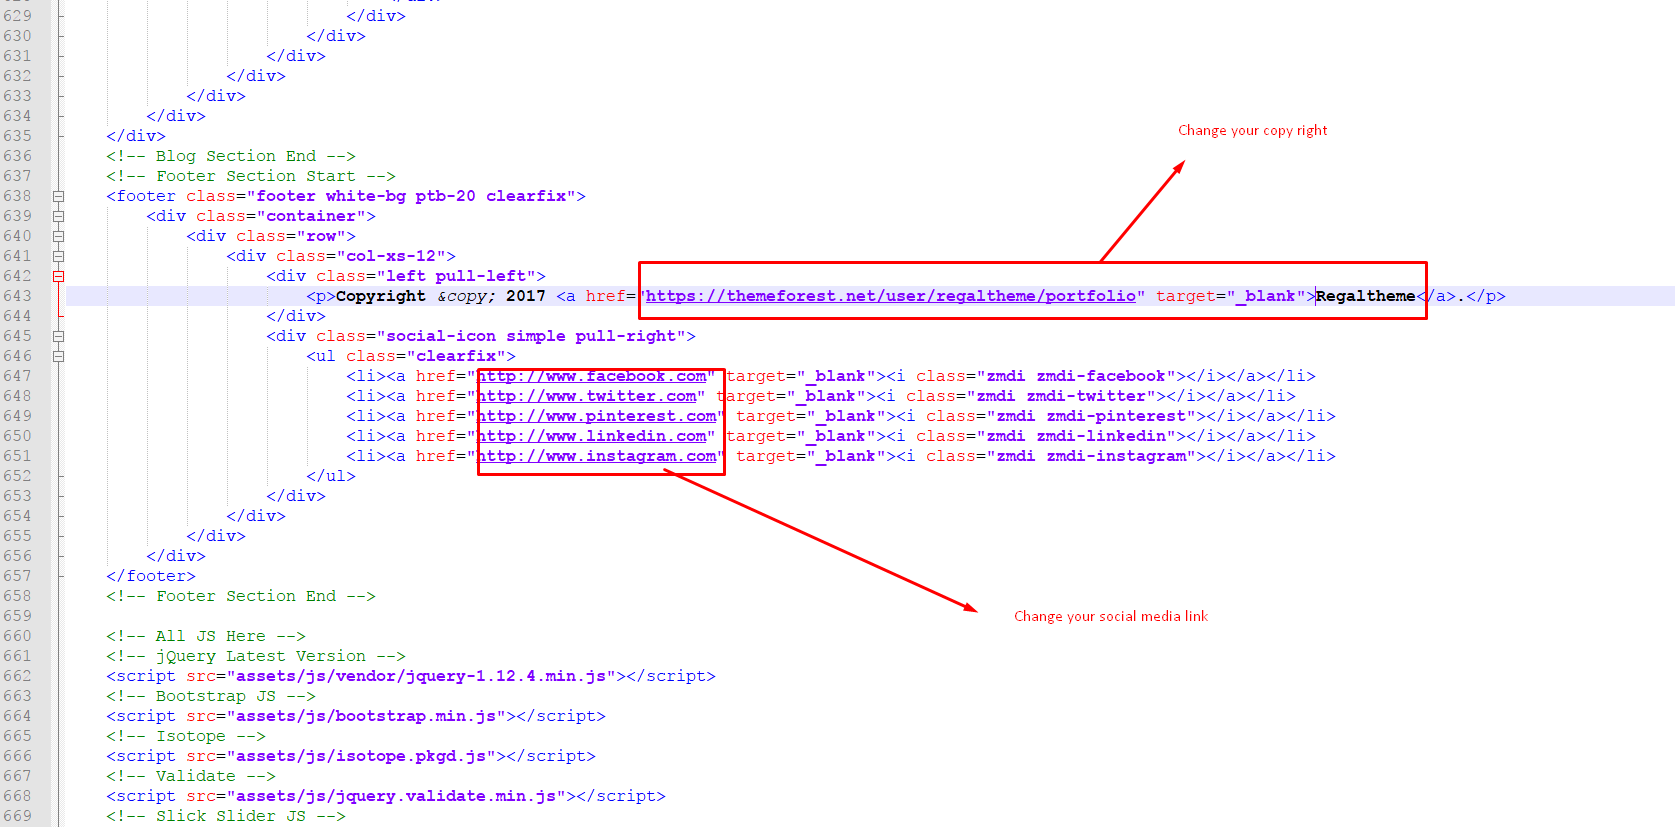 629 </div>
630 </div>
631 </div>
632 </div>
633 </div>
634 </div>
635 </div>
Change your copy right
636 <!-- Blog Section End -->
637 <!-- Footer Section Start -->
638 <footer class="footer white-bg ptb-20 clearfix">
639 <div class="container">
640 <div class="row">
641 <div class="col-xs-12">
642 <div class="left pull-left">
643 <p>Copyright &copy; 2017 <a href="https://themeforest.net/user/regaltheme/portfolio" target="_blank">Regaltheme</a>.</p>
644 </div>
645 <div class="social-icon simple pull-right">
646 <ul class="clearfix">
647 <li><a href="http://www.facebook.com" target="_blank"><i class="zmdi zmdi-facebook"></i></a></li>
648 <li><a href="http://www.twitter.com" target="_blank"><i class="zmdi zmdi-twitter"></i></a></li>
649 <li><a href="http://www.pinterest.com" target="_blank"><i class="zmdi zmdi-pinterest"></i></a></li>
650 <li><a href="http://www.linkedin.com" target="_blank"><i class="zmdi zmdi-linkedin"></i></a></li>
651 <li><a href="http://www.instagram.com" target="_blank"><i class="zmdi zmdi-instagram"></i></a></li>
652 </ul>
653 </div>
654 </div>
655 </div>
656 </div>
657 </footer>
658 <!-- Footer Section End -->
659
Change your social media link
660 <!-- All JS Here -->
661 <!-- jQuery Latest Version -->
662 <script src="assets/js/vendor/jquery-1.12.4.min.js"></script>
663 <!-- Bootstrap JS -->
664 <script src="assets/js/bootstrap.min.js"></script>
665 <!-- Isotope -->
666 <script src="assets/js/isotope.pkgd.js"></script>
667 <!-- Validate -->
668 <script src="assets/js/jquery.validate.min.js"></script>
669 <!-- Slick Slider JS -->